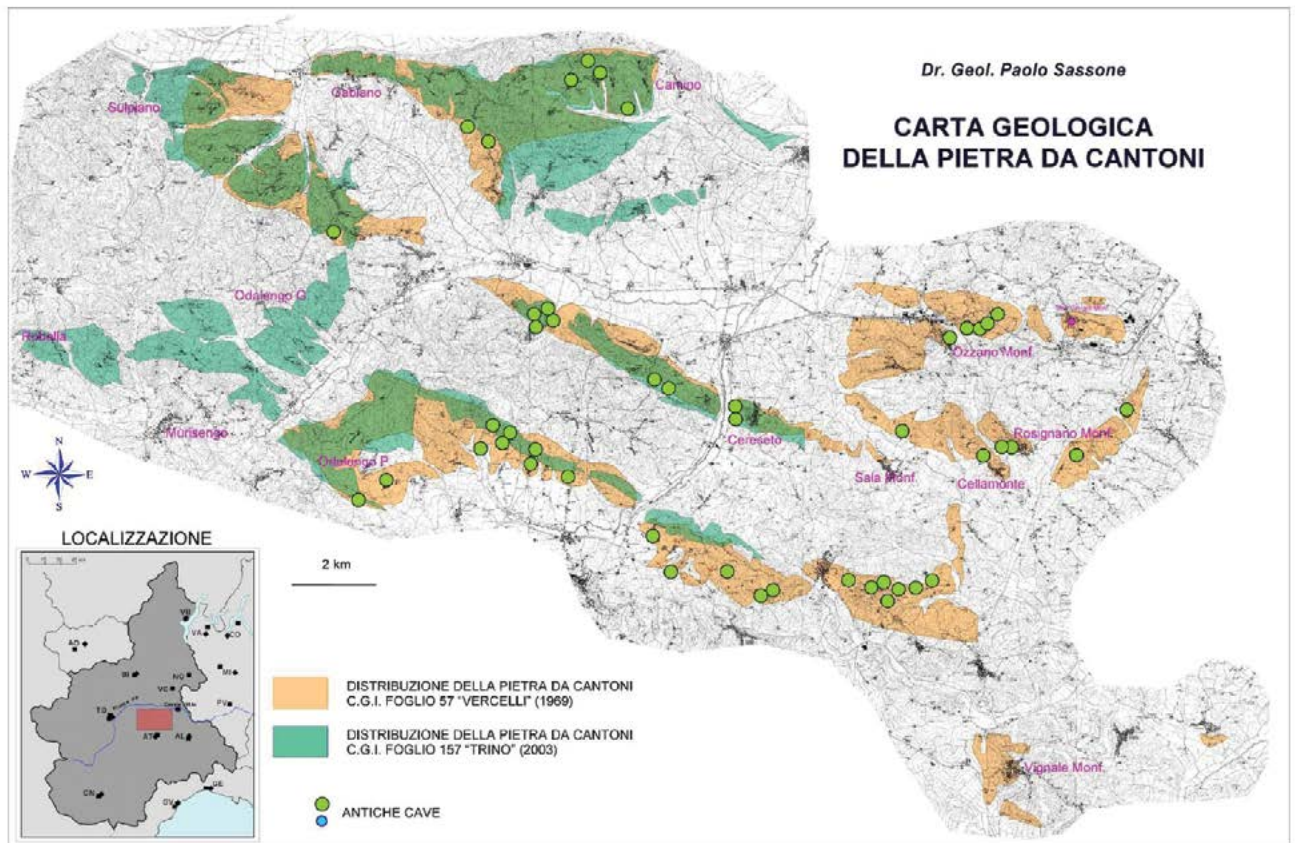 Dr. Geol. Paolo Sassone
CARTA GEOLOGICA
DELLA PIETRA DA CANTONI
Sulpiano
Gabiano
Camino
Odalengo G
Robella
Murisengo
Odalengo P
Cereseto
Sala Monf.
Ozzano Monf.
Rosignano Monf.
Cellamonte
Vignale Monf.
N
W
E
S
LOCALIZZAZIONE
2 km
VB
VA
CO
AO
BI
NO
MI
VC
PV
TO
AT
AL
CN
GE
SV
DISTRIBUZIONE DELLA PIETRA DA CANTONI
C.G.I. FOGLIO 57 "VERCELLI" (1969)
DISTRIBUZIONE DELLA PIETRA DA CANTONI
C.G.I. FOGLIO 157 "TRINO" (2003)
ANTICHE CAVE